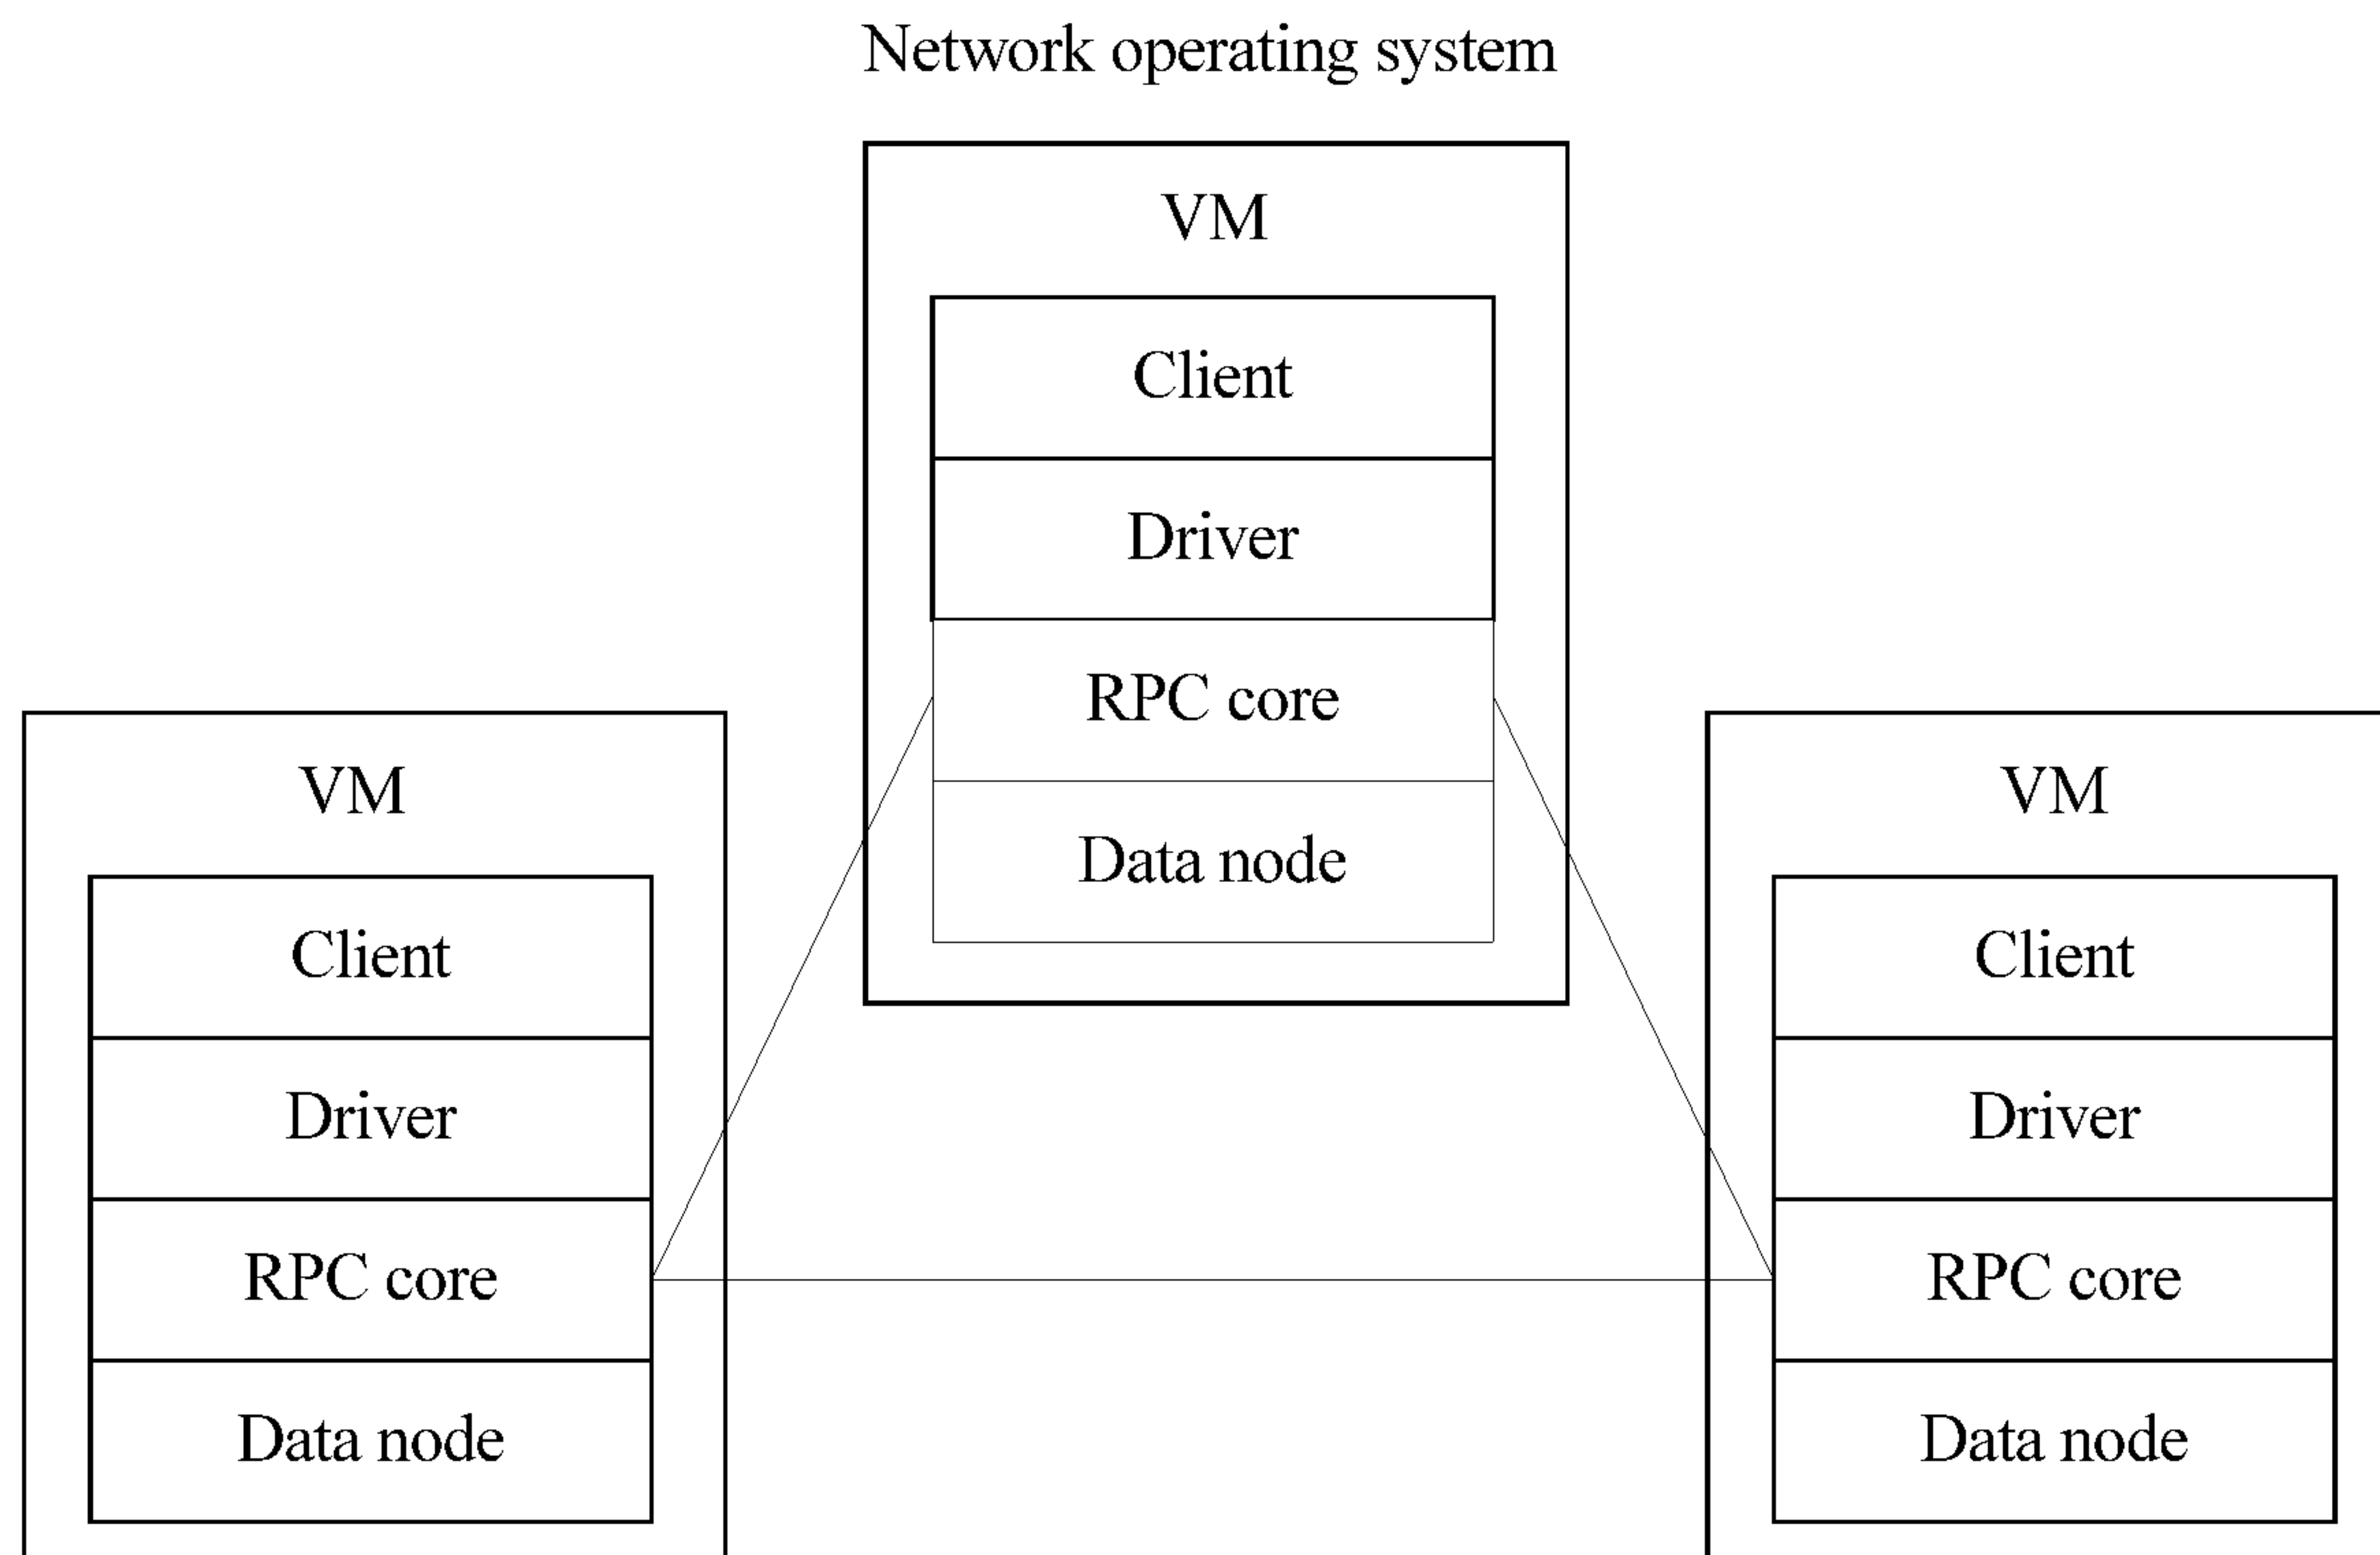 Network operating system
VM
Client
Driver
RPC core
Data node
VM
Client
Driver
RPC core
Data node
VM
Client
Driver
RPC core
Data node